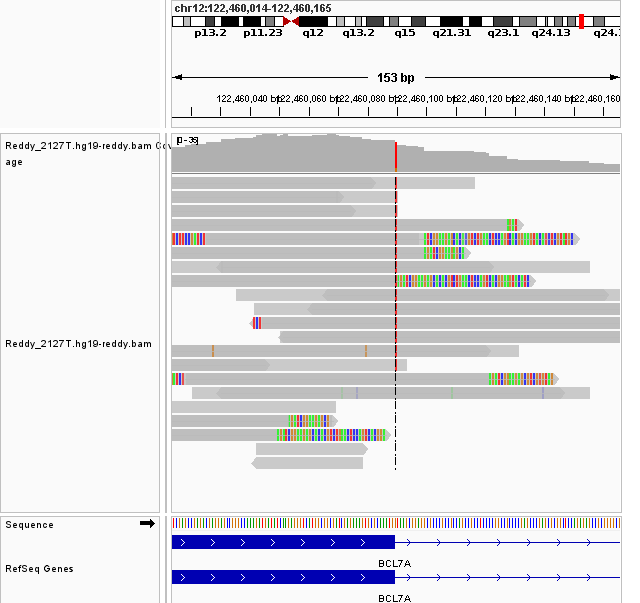 chr12:122,460,014-122,460,165
p13.2 p11.23 q12 q13.2 q15 q21.31 q23.1 q24.13 q24.
153 bp
122,460,040 bp 122,460,060 bp 122,460,080 bp 122,460,100 bp 122,460,120 bp 122,460,140 bp 122,460,160
Reddy_2127T.hg19-reddy.bam Cov
age
[0-35]
Reddy_2127T.hg19-reddy.bam
Sequence
BCL7A
RefSeq Genes
BCL7A